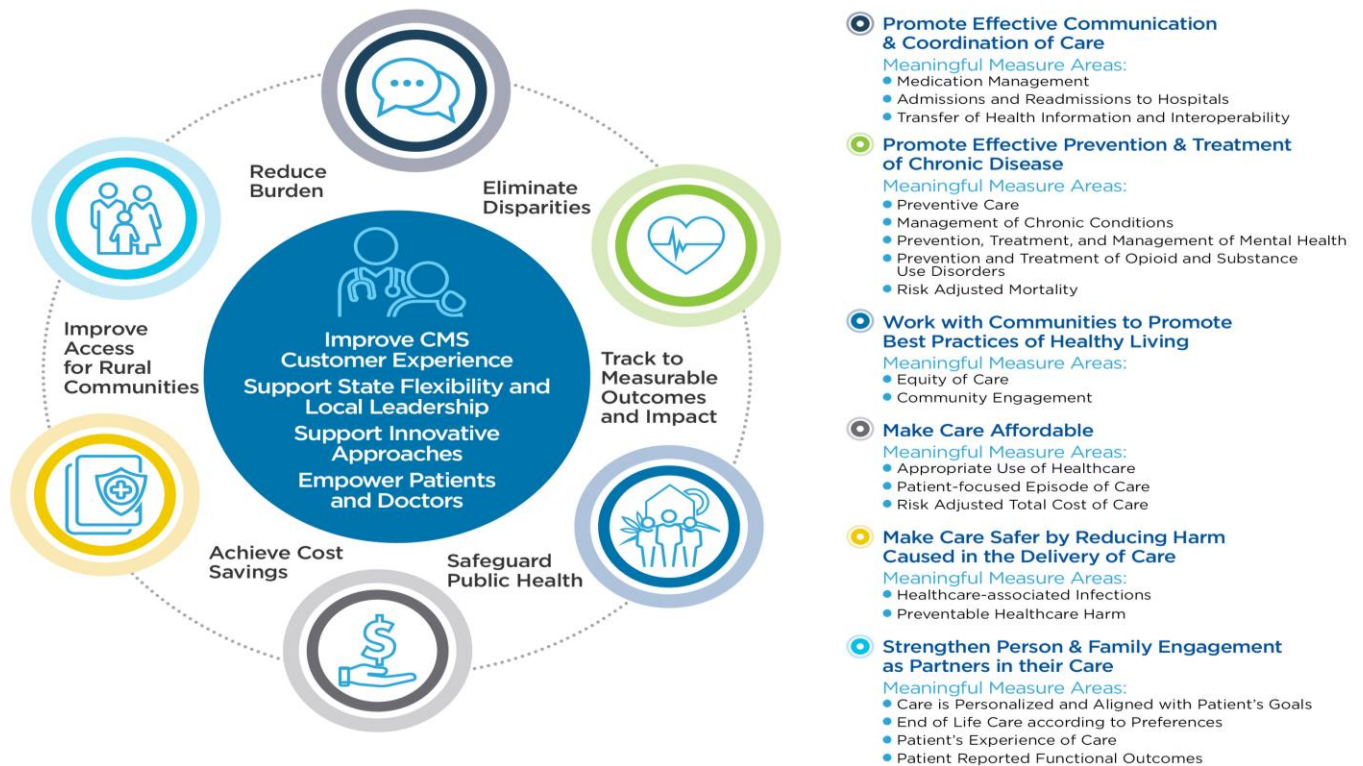 Reduce
Burden
Eliminate
Disparities
Improve
Access
for Rural
Communities
Improve CMS
Customer Experience
Support State Flexibility and
Local Leadership
Support Innovative
Approaches
Empower Patients
and Doctors
Track to
Measurable
Outcomes
and Impact
Achieve Cost
Savings
Safeguard
Public Health
$
Promote Effective Communication
& Coordination of Care
Meaningful Measure Areas:
• Medication Management
• Admissions and Readmissions to Hospitals
• Transfer of Health Information and Interoperability
Promote Effective Prevention & Treatment
of Chronic Disease
Meaningful Measure Areas:
• Preventive Care
• Management of Chronic Conditions
• Prevention, Treatment, and Management of Mental Health
• Prevention and Treatment of Opioid and Substance
Use Disorders
• Risk Adjusted Mortality
Work with Communities to Promote
Best Practices of Healthy Living
Meaningful Measure Areas:
• Equity of Care
• Community Engagement
Make Care Affordable
Meaningful Measure Areas:
• Appropriate Use of Healthcare
• Patient-focused Episode of Care
• Risk Adjusted Total Cost of Care
Make Care Safer by Reducing Harm
Caused in the Delivery of Care
Meaningful Measure Areas:
• Healthcare-associated Infections
• Preventable Healthcare Harm
Strengthen Person & Family Engagement
as Partners in their Care
Meaningful Measure Areas:
• Care is Personalized and Aligned with Patient's Goals
• End of Life Care according to Preferences
• Patient's Experience of Care
• Patient Reported Functional Outcomes